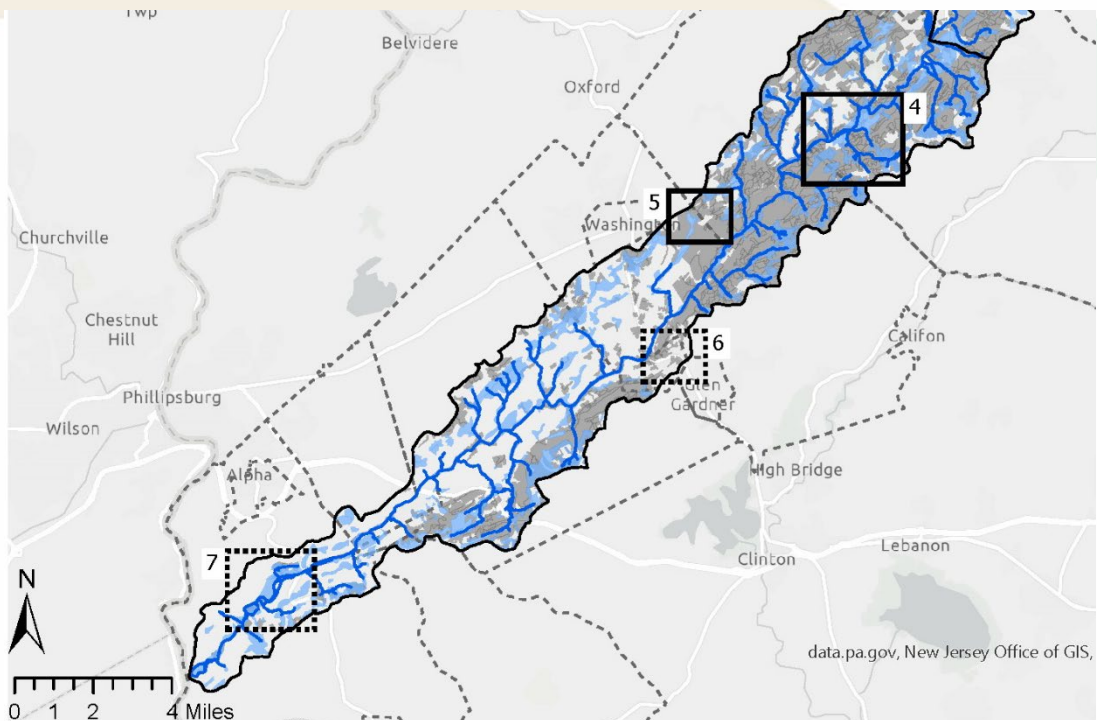 Twp
Belvidere
Oxford
4
5
Washington
Churchville
Chestnut
Hill
6
Califon
Glen
Gardner
Phillipsburg
Wilson
Alpha
High Bridge
7
Clinton
Lebanon
N
data.pa.gov, New Jersey Office of GIS,
0 1 2 4 Miles